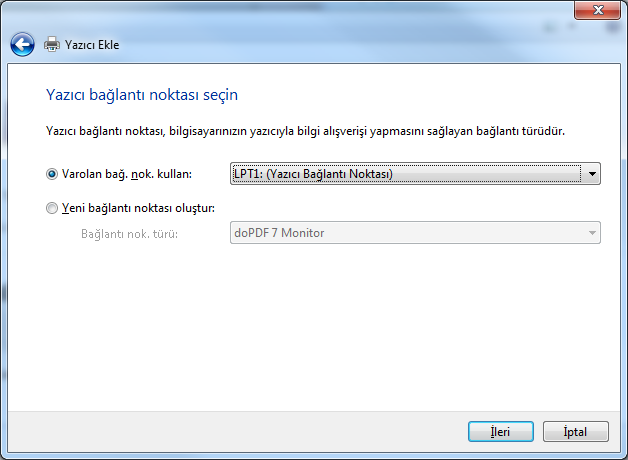 Yazıcı Ekle
Yazıcı bağlantı noktası seçin
Yazıcı bağlantı noktası, bilgisayarınızın yazıcıyla bilgi alışverişi yapmasını sağlayan bağlantı türüdür.
Varolan bağ. nok. kullan: LPT1: (Yazıcı Bağlantı Noktası)
Yeni bağlantı noktası oluştur:
Bağlantı nok. türü: doPDF 7 Monitor
İleri İptal